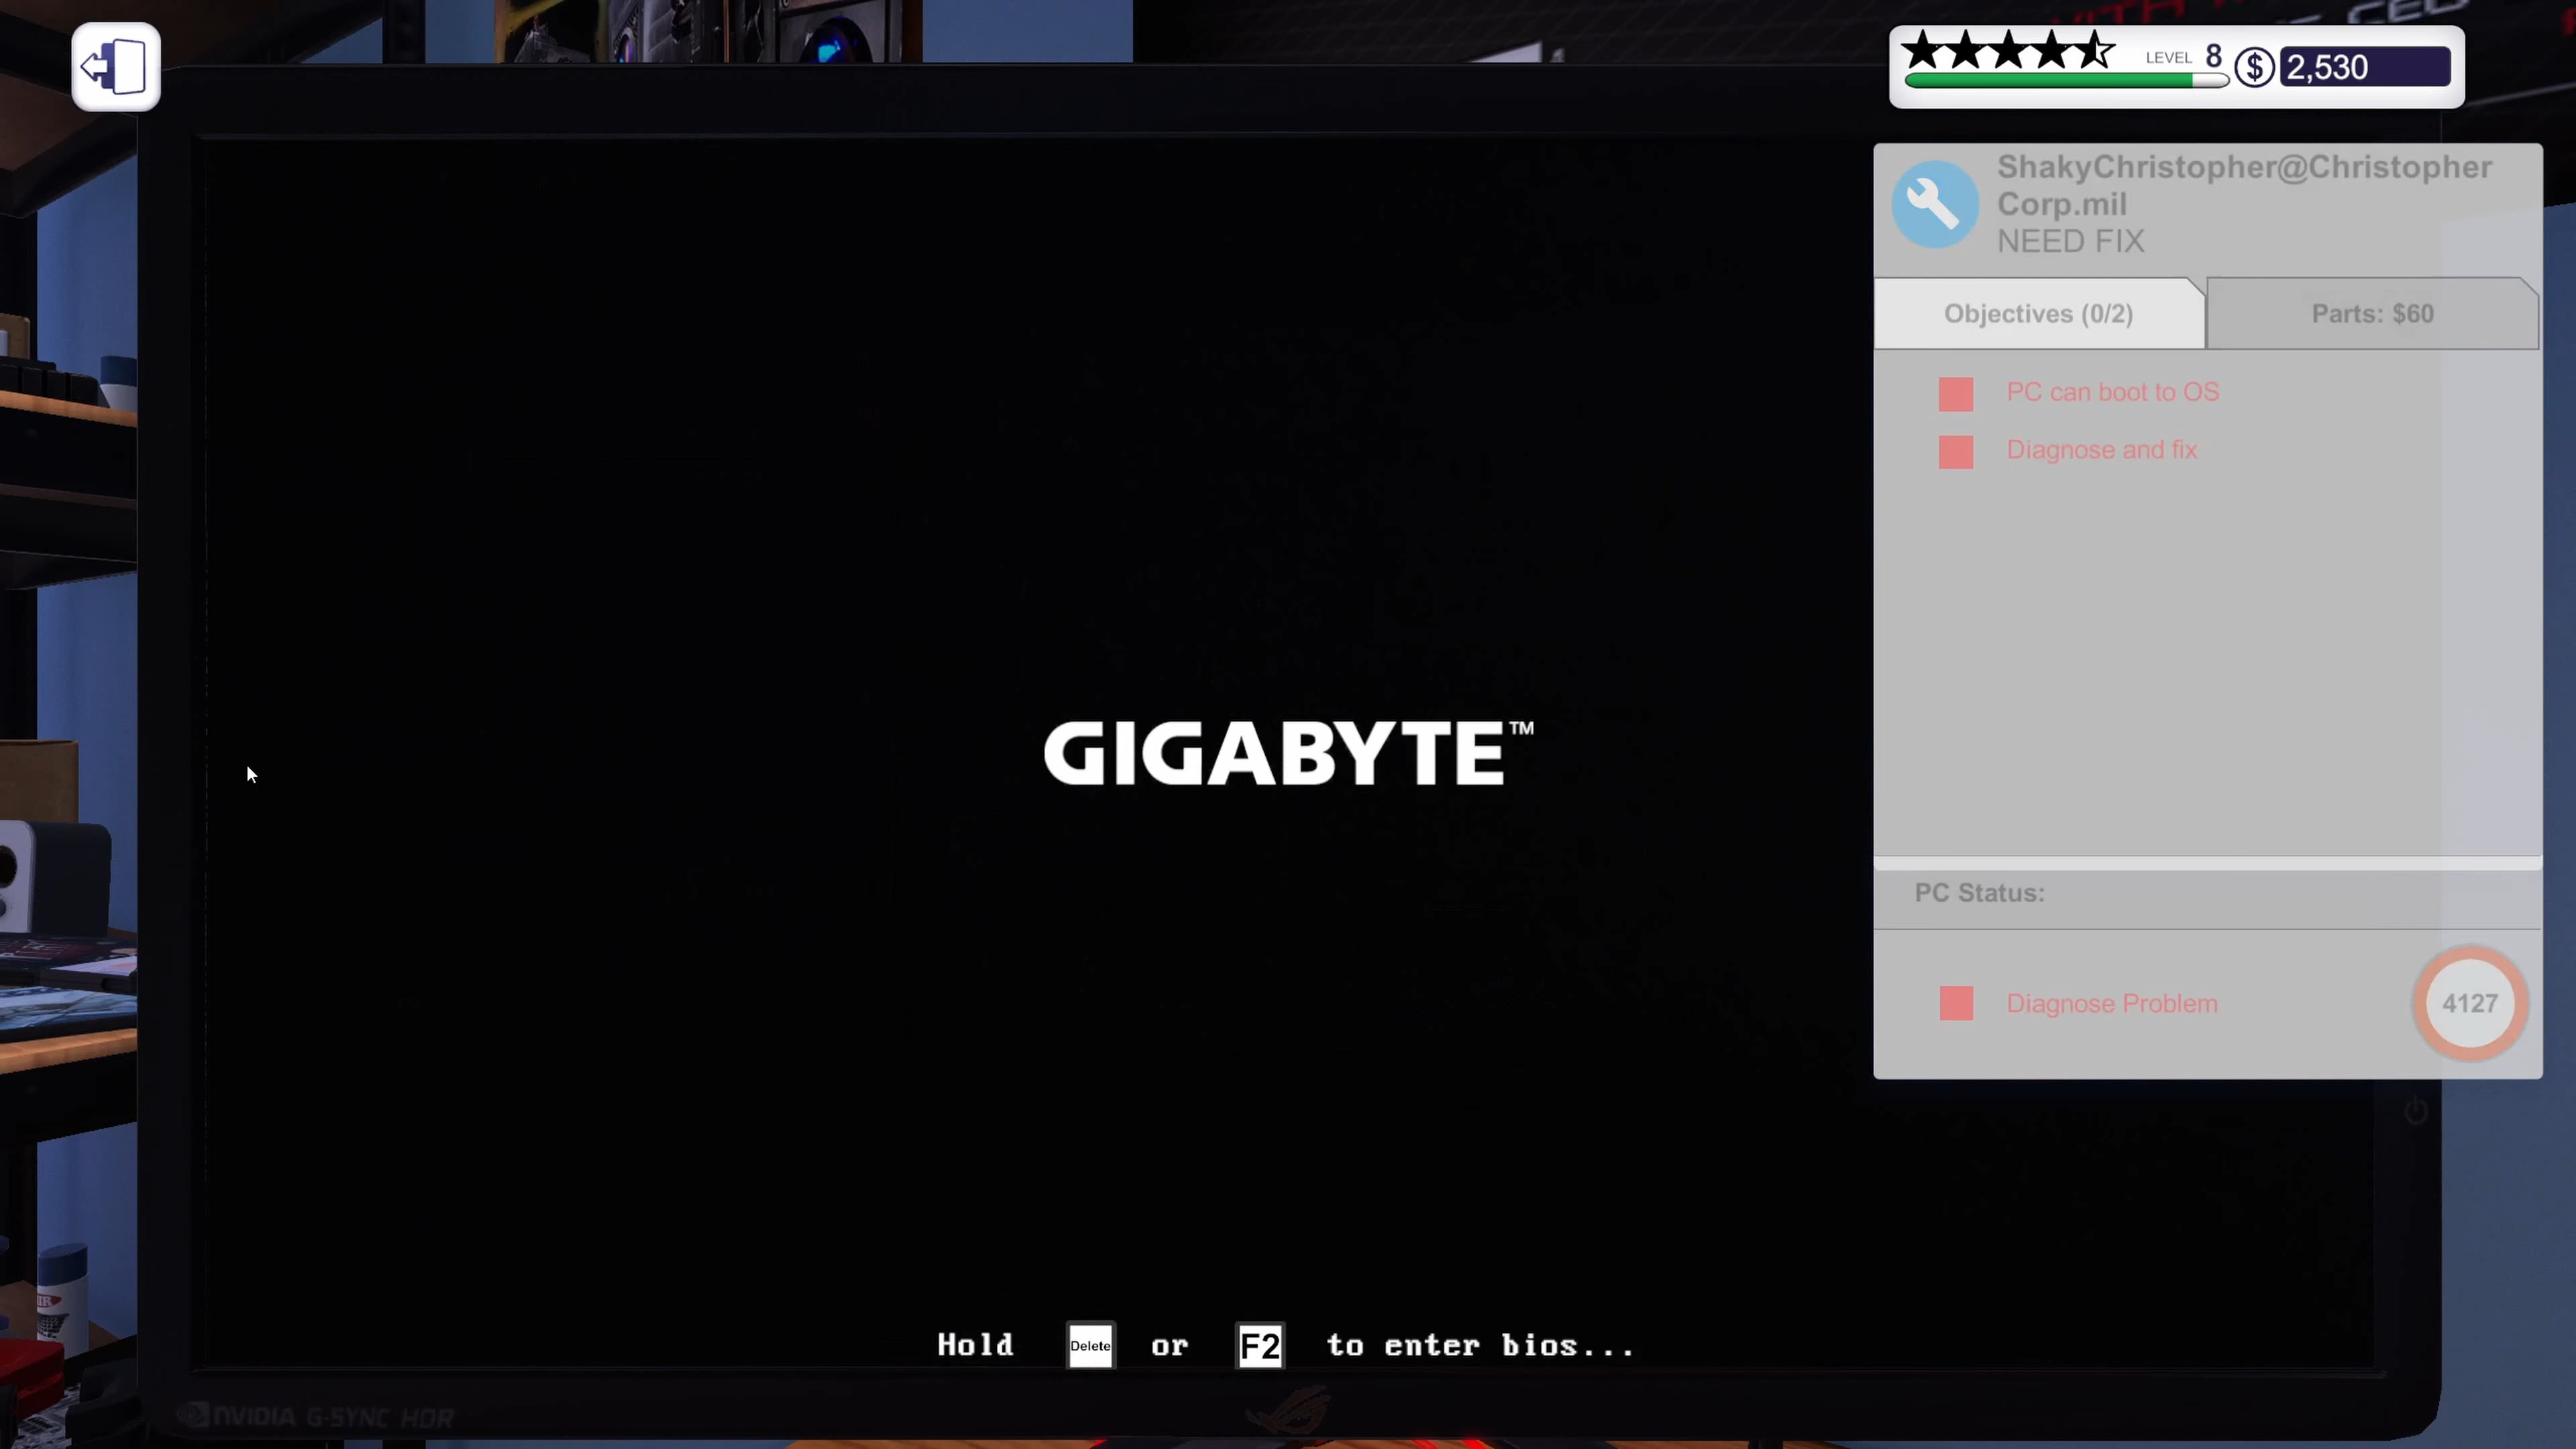 LEVEL 8
$ 2,530
ShakyChristopher@Christopher
Corp.mil
NEED FIX
Objectives (0/2)
Parts: $60
PC can boot to OS
Diagnose and fix
GIGABYTE™
PC Status:
Diagnose Problem
4127
Hold Delete or F2 to enter bios...
NVIDIA G-SYNC HDR